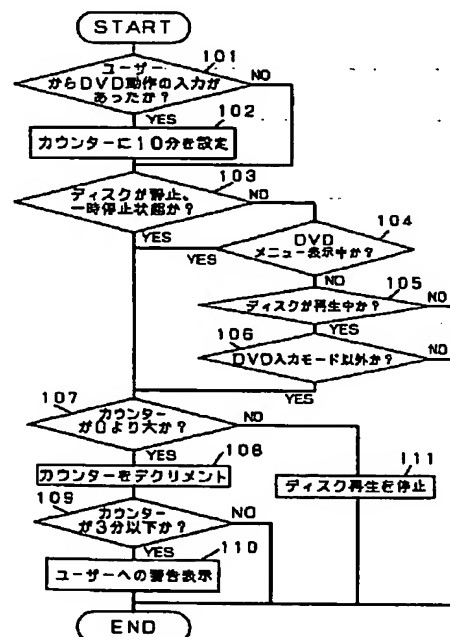 START
101
ユーザー
からDVD動作の入力が
あったか?
NO
YES
102
カウンターに10分を設定
103
ディスクが静止、
一時停止状態か?
NO
YES
104
DVD
メニュー表示中か?
YES
NO
105
ディスクが再生中か?
NO
YES
106
DVD入力モード以外か?
NO
YES
107
カウンター
が0より大か?
NO
YES
108
カウンターをデクリメント
111
ディスク再生を停止
109
カウンター
が3分以下か?
NO
YES
110
ユーザーへの警告表示
END